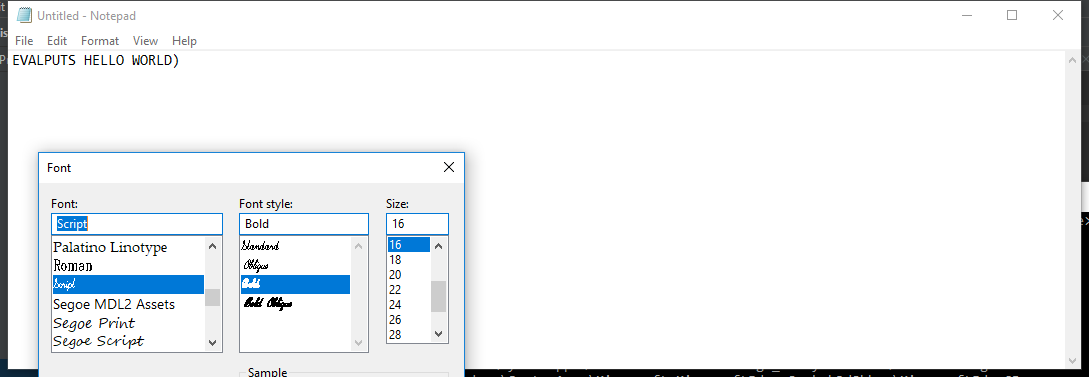 Untitled - Notepad
File Edit Format View Help
EVALPUTS HELLO WORLD)
Font
Font: Font style: Size:
Script Bold 16
Palatino Linotype Standard 16
Roman Oblique 18
Script Bold 20
Segoe MDL2 Assets Bold Oblique 22
Segoe Print 24
Segoe Script 26
28
Sample